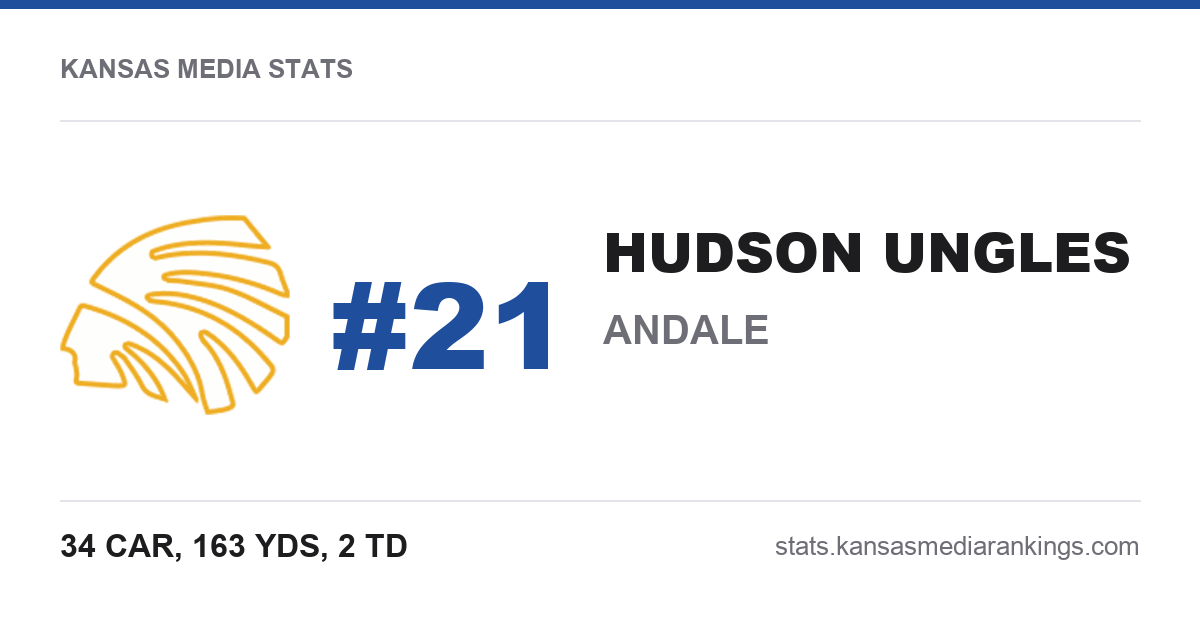 KANSAS MEDIA STATS
#21
HUDSON UNGLES
ANDALE
34 CAR, 163 YDS, 2 TD
stats.kansasmediarankings.com